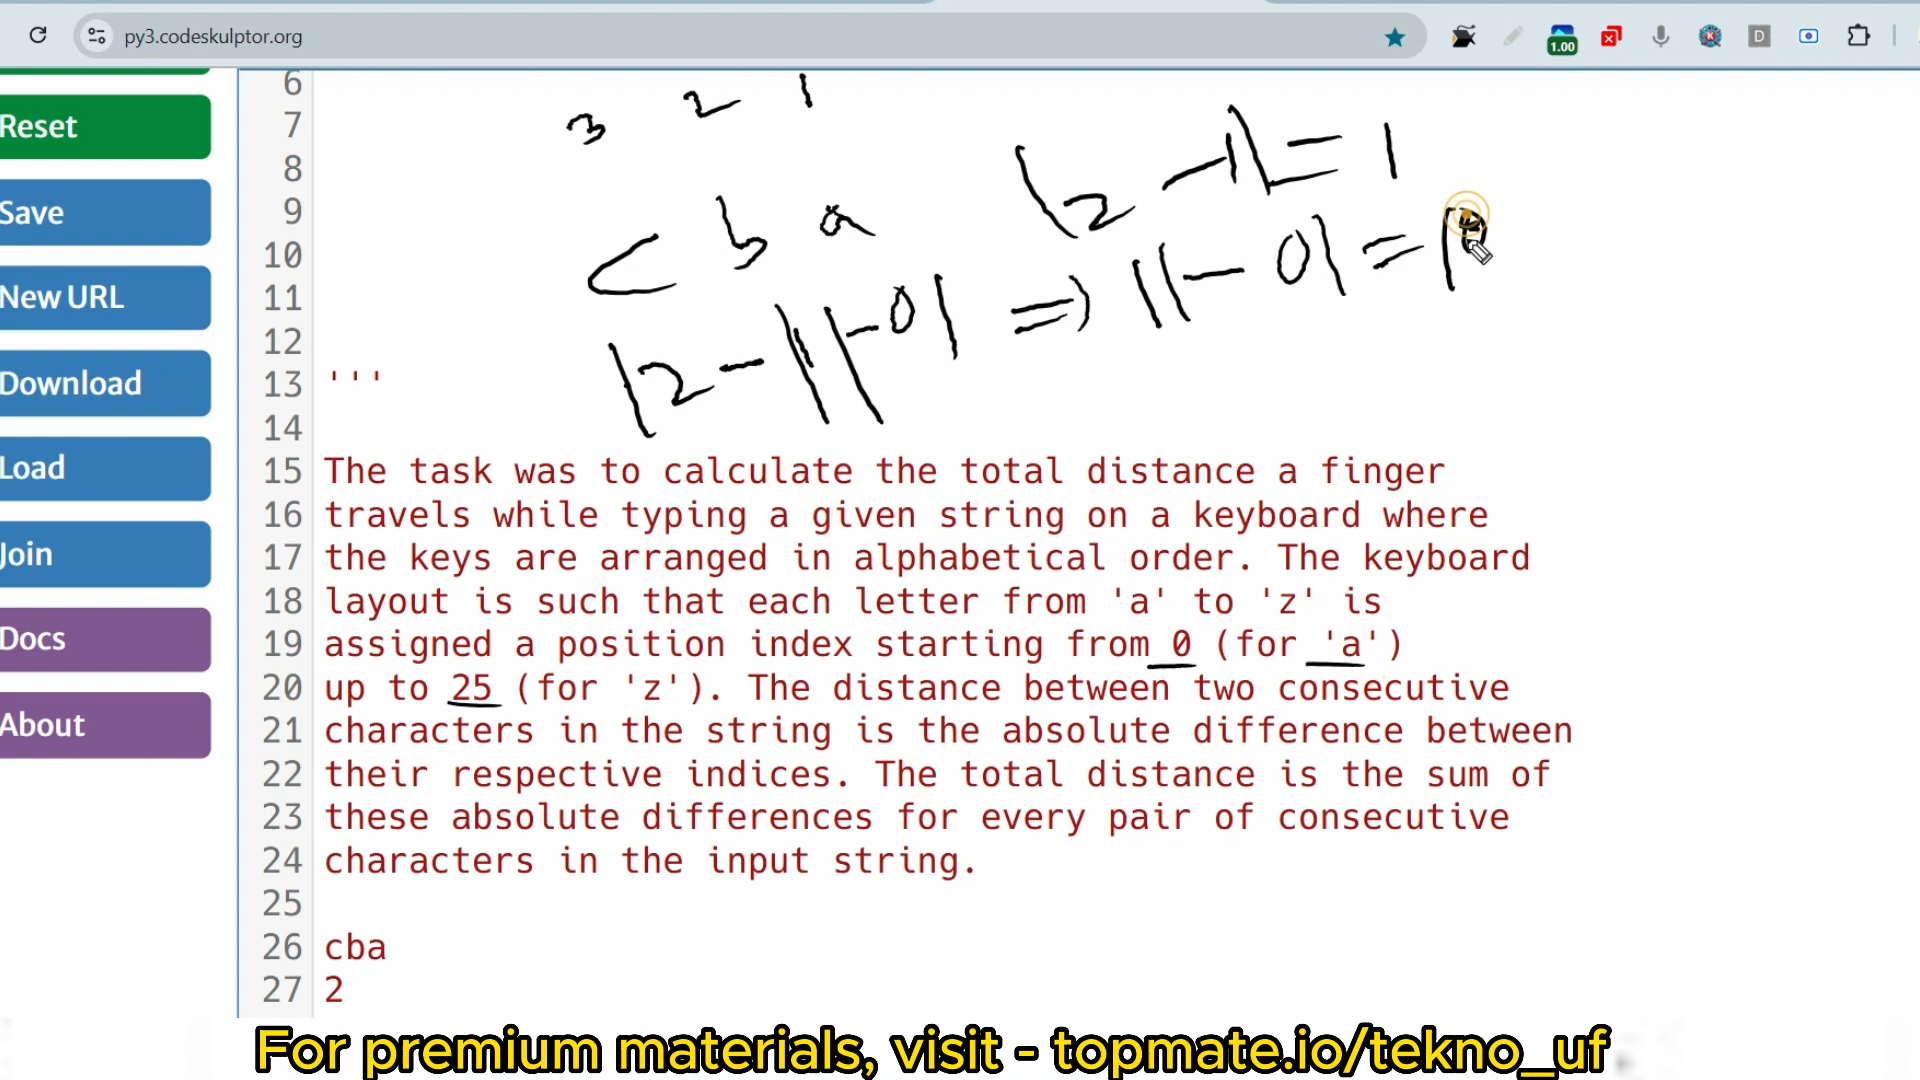 py3.codeskulptor.org
1.00
D
Reset
Save
New URL
Download
Load
Join
Docs
About
6
7
8
9
10
11
12
13 '''
14
15 The task was to calculate the total distance a finger
16 travels while typing a given string on a keyboard where
17 the keys are arranged in alphabetical order. The keyboard
18 layout is such that each letter from 'a' to 'z' is
19 assigned a position index starting from 0 (for 'a')
20 up to 25 (for 'z'). The distance between two consecutive
21 characters in the string is the absolute difference between
22 their respective indices. The total distance is the sum of
23 these absolute differences for every pair of consecutive
24 characters in the input string.
25
26 cba
27 2
3 2 1
c b a
|2-1| = 1
|2-1||-0| => |1-0| =
For premium materials, visit - topmate.io/tekno_uf